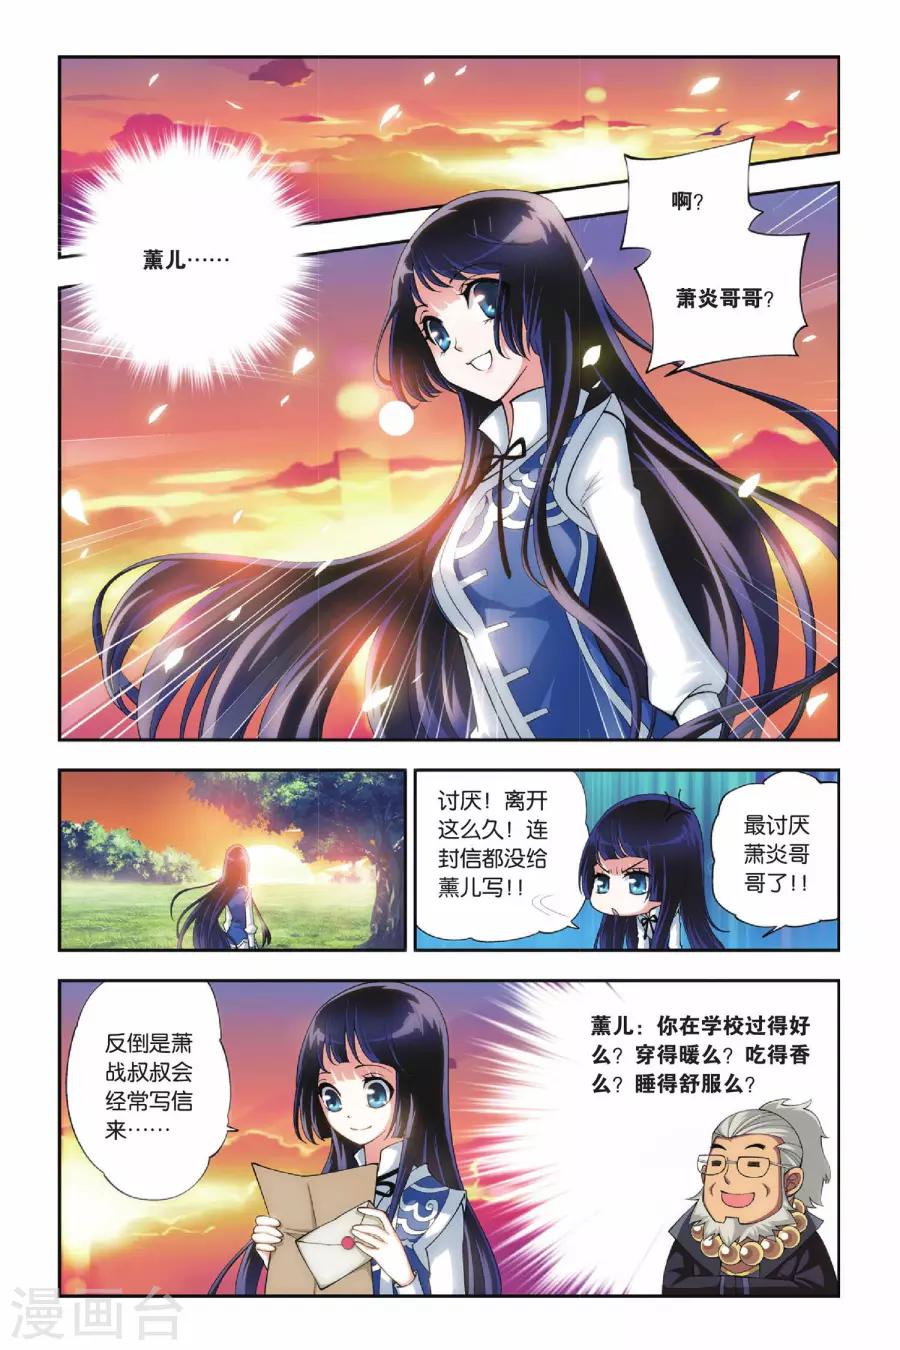 薰儿……
啊？
萧炎哥哥？
讨厌！离开
这么久！连
封信都没给
薰儿写！！
最讨厌
萧炎哥
哥了！！
反倒是萧
战叔叔会
经常写信
来……
薰儿：你在学校过得好
么？穿得暖么？吃得香
么？睡得舒服么？
漫画台